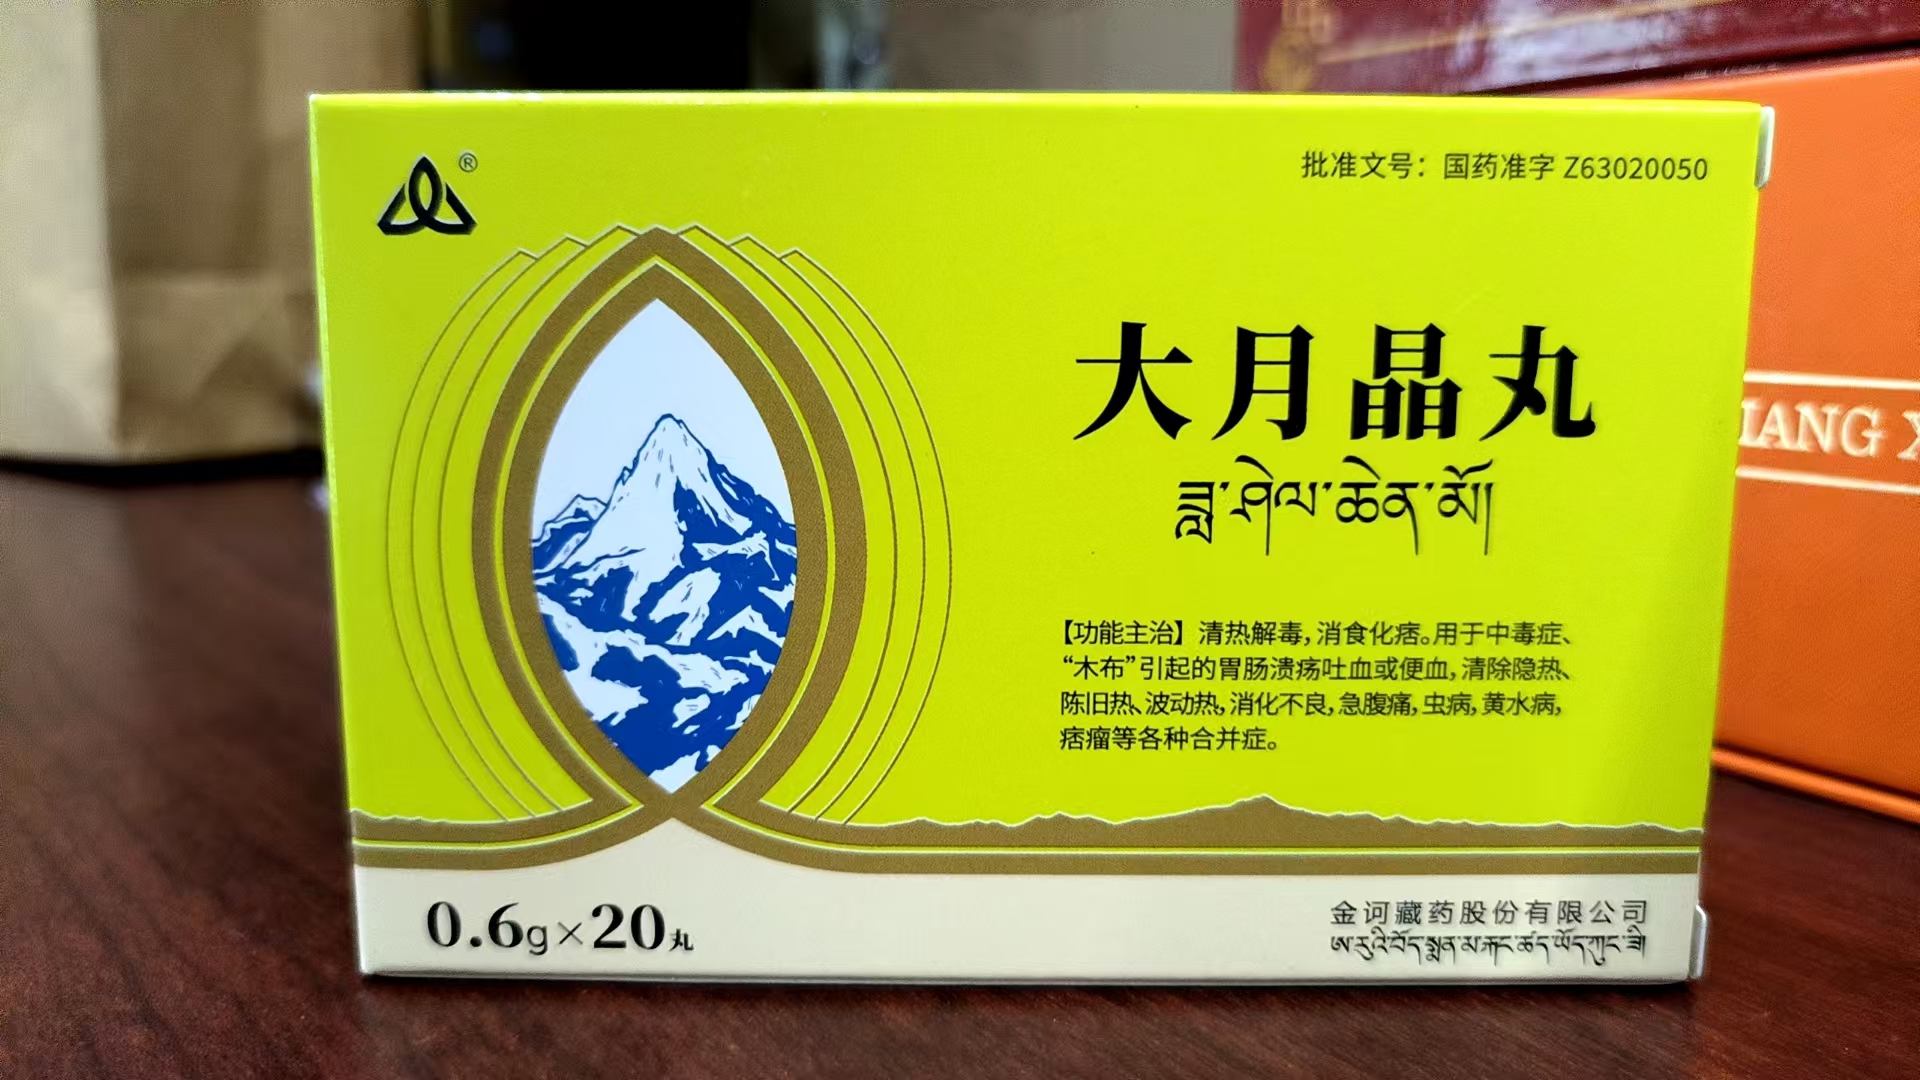 ®
批准文号：国药准字 Z63020050
大月晶丸
ཟླ་ཤེལ་ཆེན་མོ།
【功能主治】清热解毒，消食化痞。用于中毒症、
“木布”引起的胃肠溃疡吐血或便血，清除隐热、
陈旧热、波动热，消化不良，急腹痛，虫病，黄水病，
痞瘤等各种合并症。
0.6g×20丸
金诃藏药股份有限公司
ཨ་རུའི་བོད་སྨན་མ་རྐང་ཚད་ཡོད་ཀུང་ཟི།
IANG X